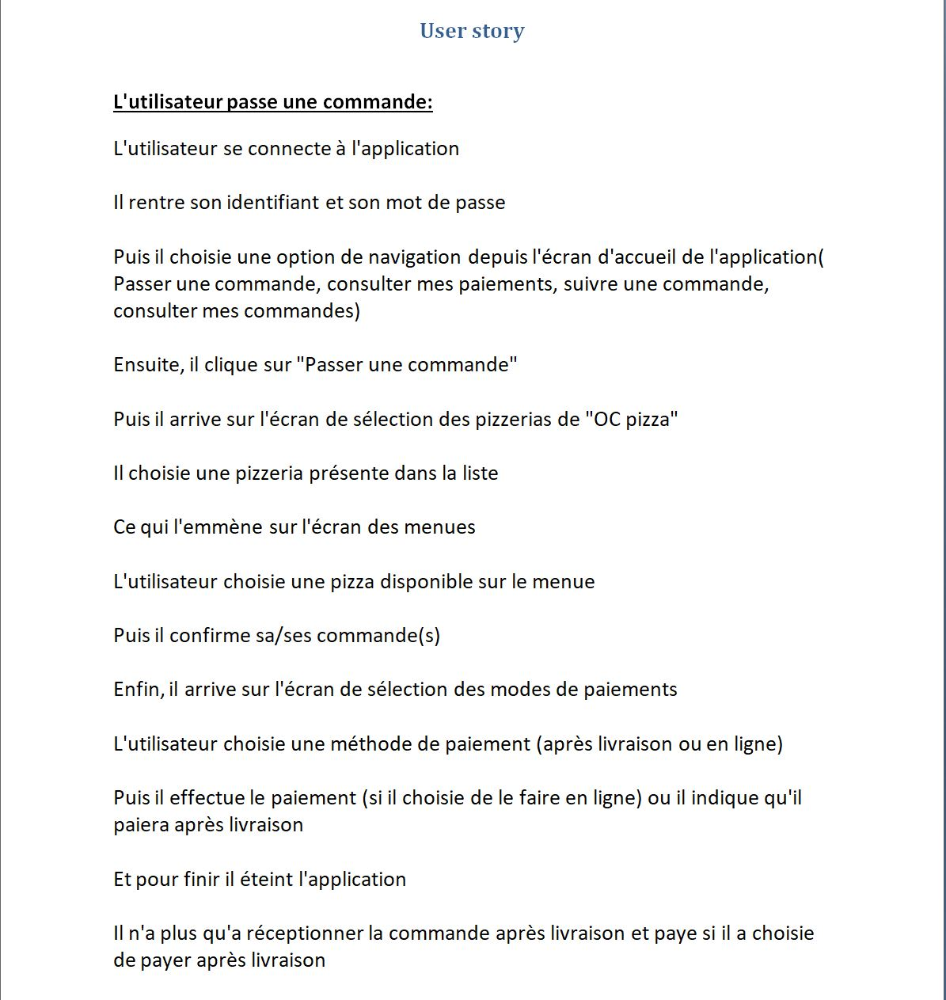 User story
L'utilisateur passe une commande:
L'utilisateur se connecte à l'application
Il rentre son identifiant et son mot de passe
Puis il choisie une option de navigation depuis l'écran d'accueil de l'application(
Passer une commande, consulter mes paiements, suivre une commande,
consulter mes commandes)
Ensuite, il clique sur "Passer une commande"
Puis il arrive sur l'écran de sélection des pizzerias de "OC pizza"
Il choisie une pizzeria présente dans la liste
Ce qui l'emmène sur l'écran des menues
L'utilisateur choisie une pizza disponible sur le menue
Puis il confirme sa/ses commande(s)
Enfin, il arrive sur l'écran de sélection des modes de paiements
L'utilisateur choisie une méthode de paiement (après livraison ou en ligne)
Puis il effectue le paiement (si il choisie de le faire en ligne) ou il indique qu'il
paiera après livraison
Et pour finir il éteint l'application
Il n'a plus qu'a réceptionner la commande après livraison et paye si il a choisie
de payer après livraison